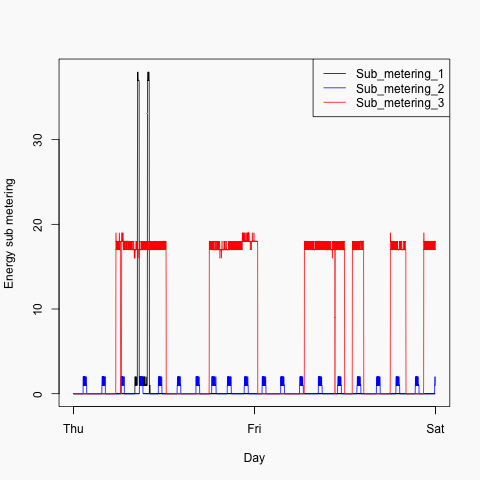 Sub_metering_1
Sub_metering_2
Sub_metering_3
Energy sub metering
30
20
10
0
Thu Fri Sat
Day